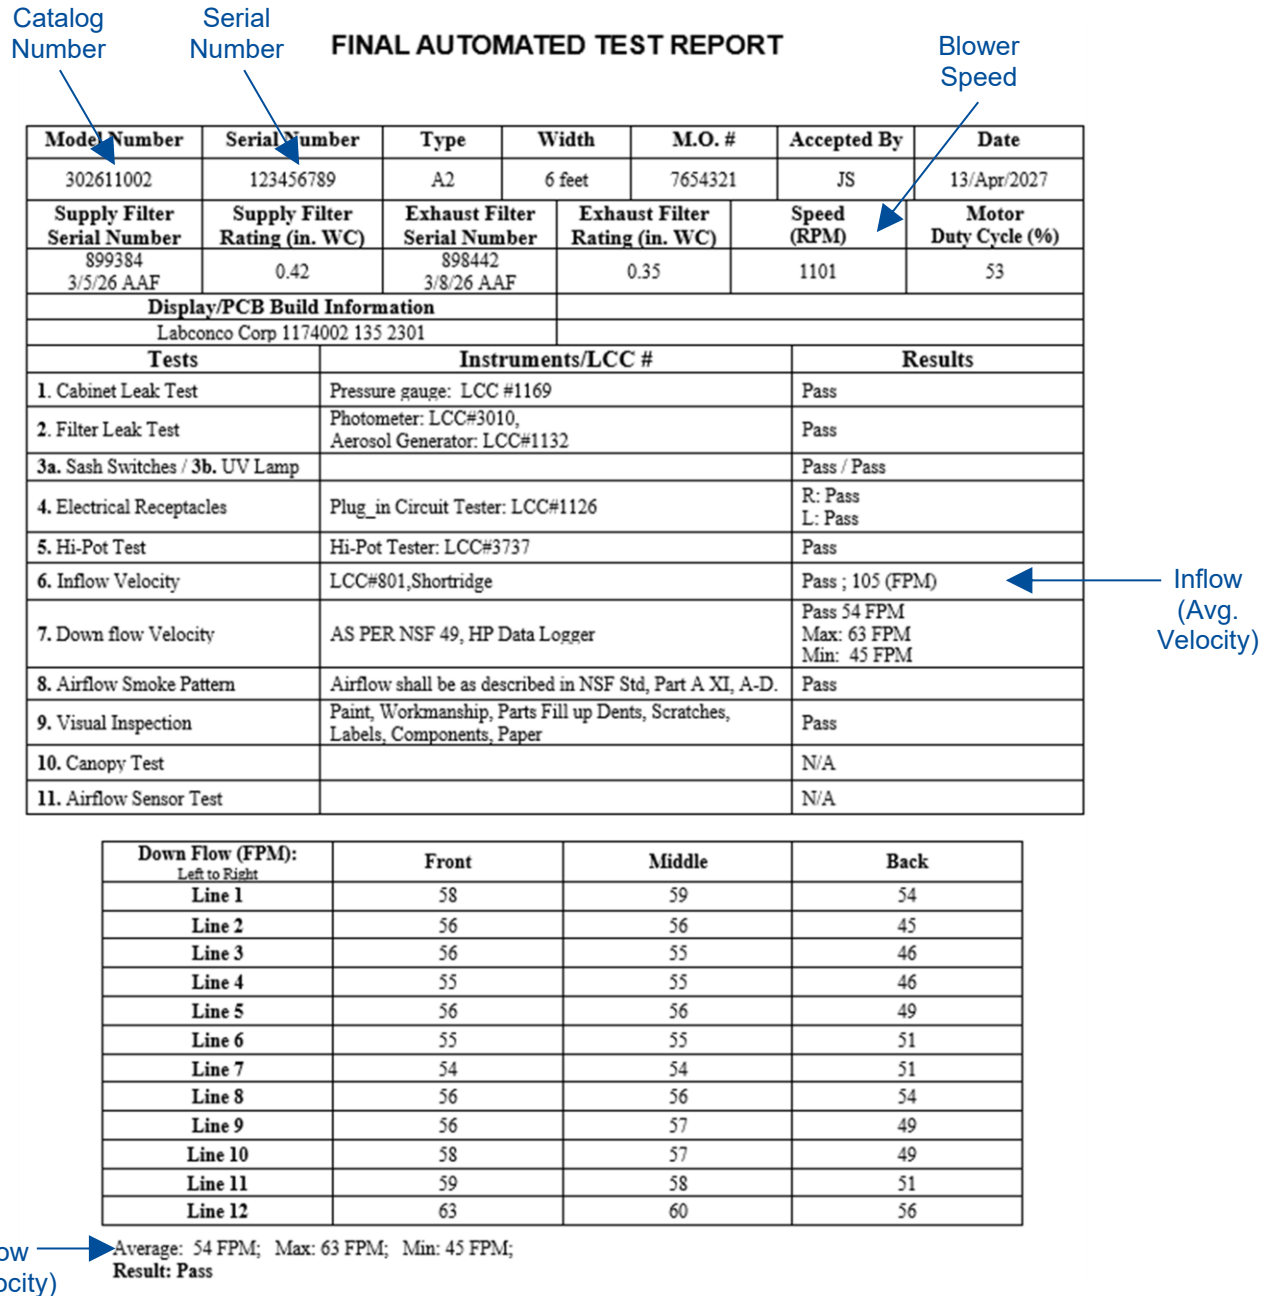 Catalog
Number
Serial
Number
FINAL AUTOMATED TEST REPORT
Blower
Speed
Model Number Serial Number Type Width M.O. # Accepted By Date
302611002 123456789 A2 6 feet 7654321 JS 13/Apr/2027
Supply Filter Serial Number Supply Filter Rating (in. WC) Exhaust Filter Serial Number Exhaust Filter Rating (in. WC) Speed (RPM) Motor Duty Cycle (%)
899384 3/5/26 AAF 0.42 898442 3/8/26 AAF 0.35 1101 53
Display/PCB Build Information
Labconco Corp 1174002 135 2301
Tests Instruments/LCC # Results
1. Cabinet Leak Test Pressure gauge: LCC #1169 Pass
2. Filter Leak Test Photometer: LCC#3010, Aerosol Generator: LCC#1132 Pass
3a. Sash Switches / 3b. UV Lamp Pass / Pass
4. Electrical Receptacles Plug_in Circuit Tester: LCC#1126 R: Pass L: Pass
5. Hi-Pot Test Hi-Pot Tester: LCC#3737 Pass
6. Inflow Velocity LCC#801,Shortridge Pass ; 105 (FPM)
Inflow
(Avg.
Velocity)
7. Down flow Velocity AS PER NSF 49, HP Data Logger Pass 54 FPM Max: 63 FPM Min: 45 FPM
8. Airflow Smoke Pattern Airflow shall be as described in NSF Std, Part A XI, A-D. Pass
9. Visual Inspection Paint, Workmanship, Parts Fill up Dents, Scratches, Labels, Components, Paper Pass
10. Canopy Test N/A
11. Airflow Sensor Test N/A
Down Flow (FPM): Left to Right Front Middle Back
Line 1 58 59 54
Line 2 56 56 45
Line 3 56 55 46
Line 4 55 55 46
Line 5 56 56 49
Line 6 55 55 51
Line 7 54 54 51
Line 8 56 56 54
Line 9 56 57 49
Line 10 58 57 49
Line 11 59 58 51
Line 12 63 60 56
Average: 54 FPM; Max: 63 FPM; Min: 45 FPM;
Result: Pass